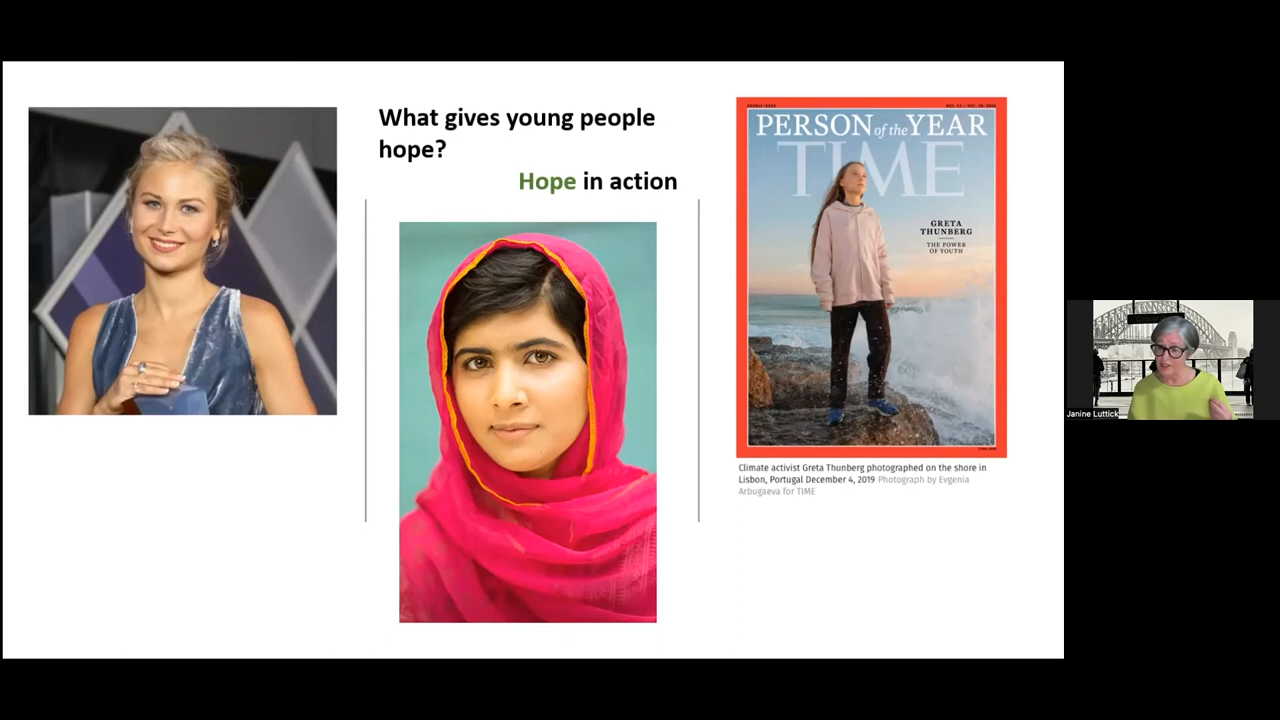 What gives young people
hope?
Hope in action
PERSON of the YEAR
TIME
GRETA
THUNBERG
THE POWER
OF YOUTH
Climate activist Greta Thunberg photographed on the shore in
Lisbon, Portugal December 4, 2019 Photograph by Evgenia
Arbugaeva for TIME
Janine Luttick